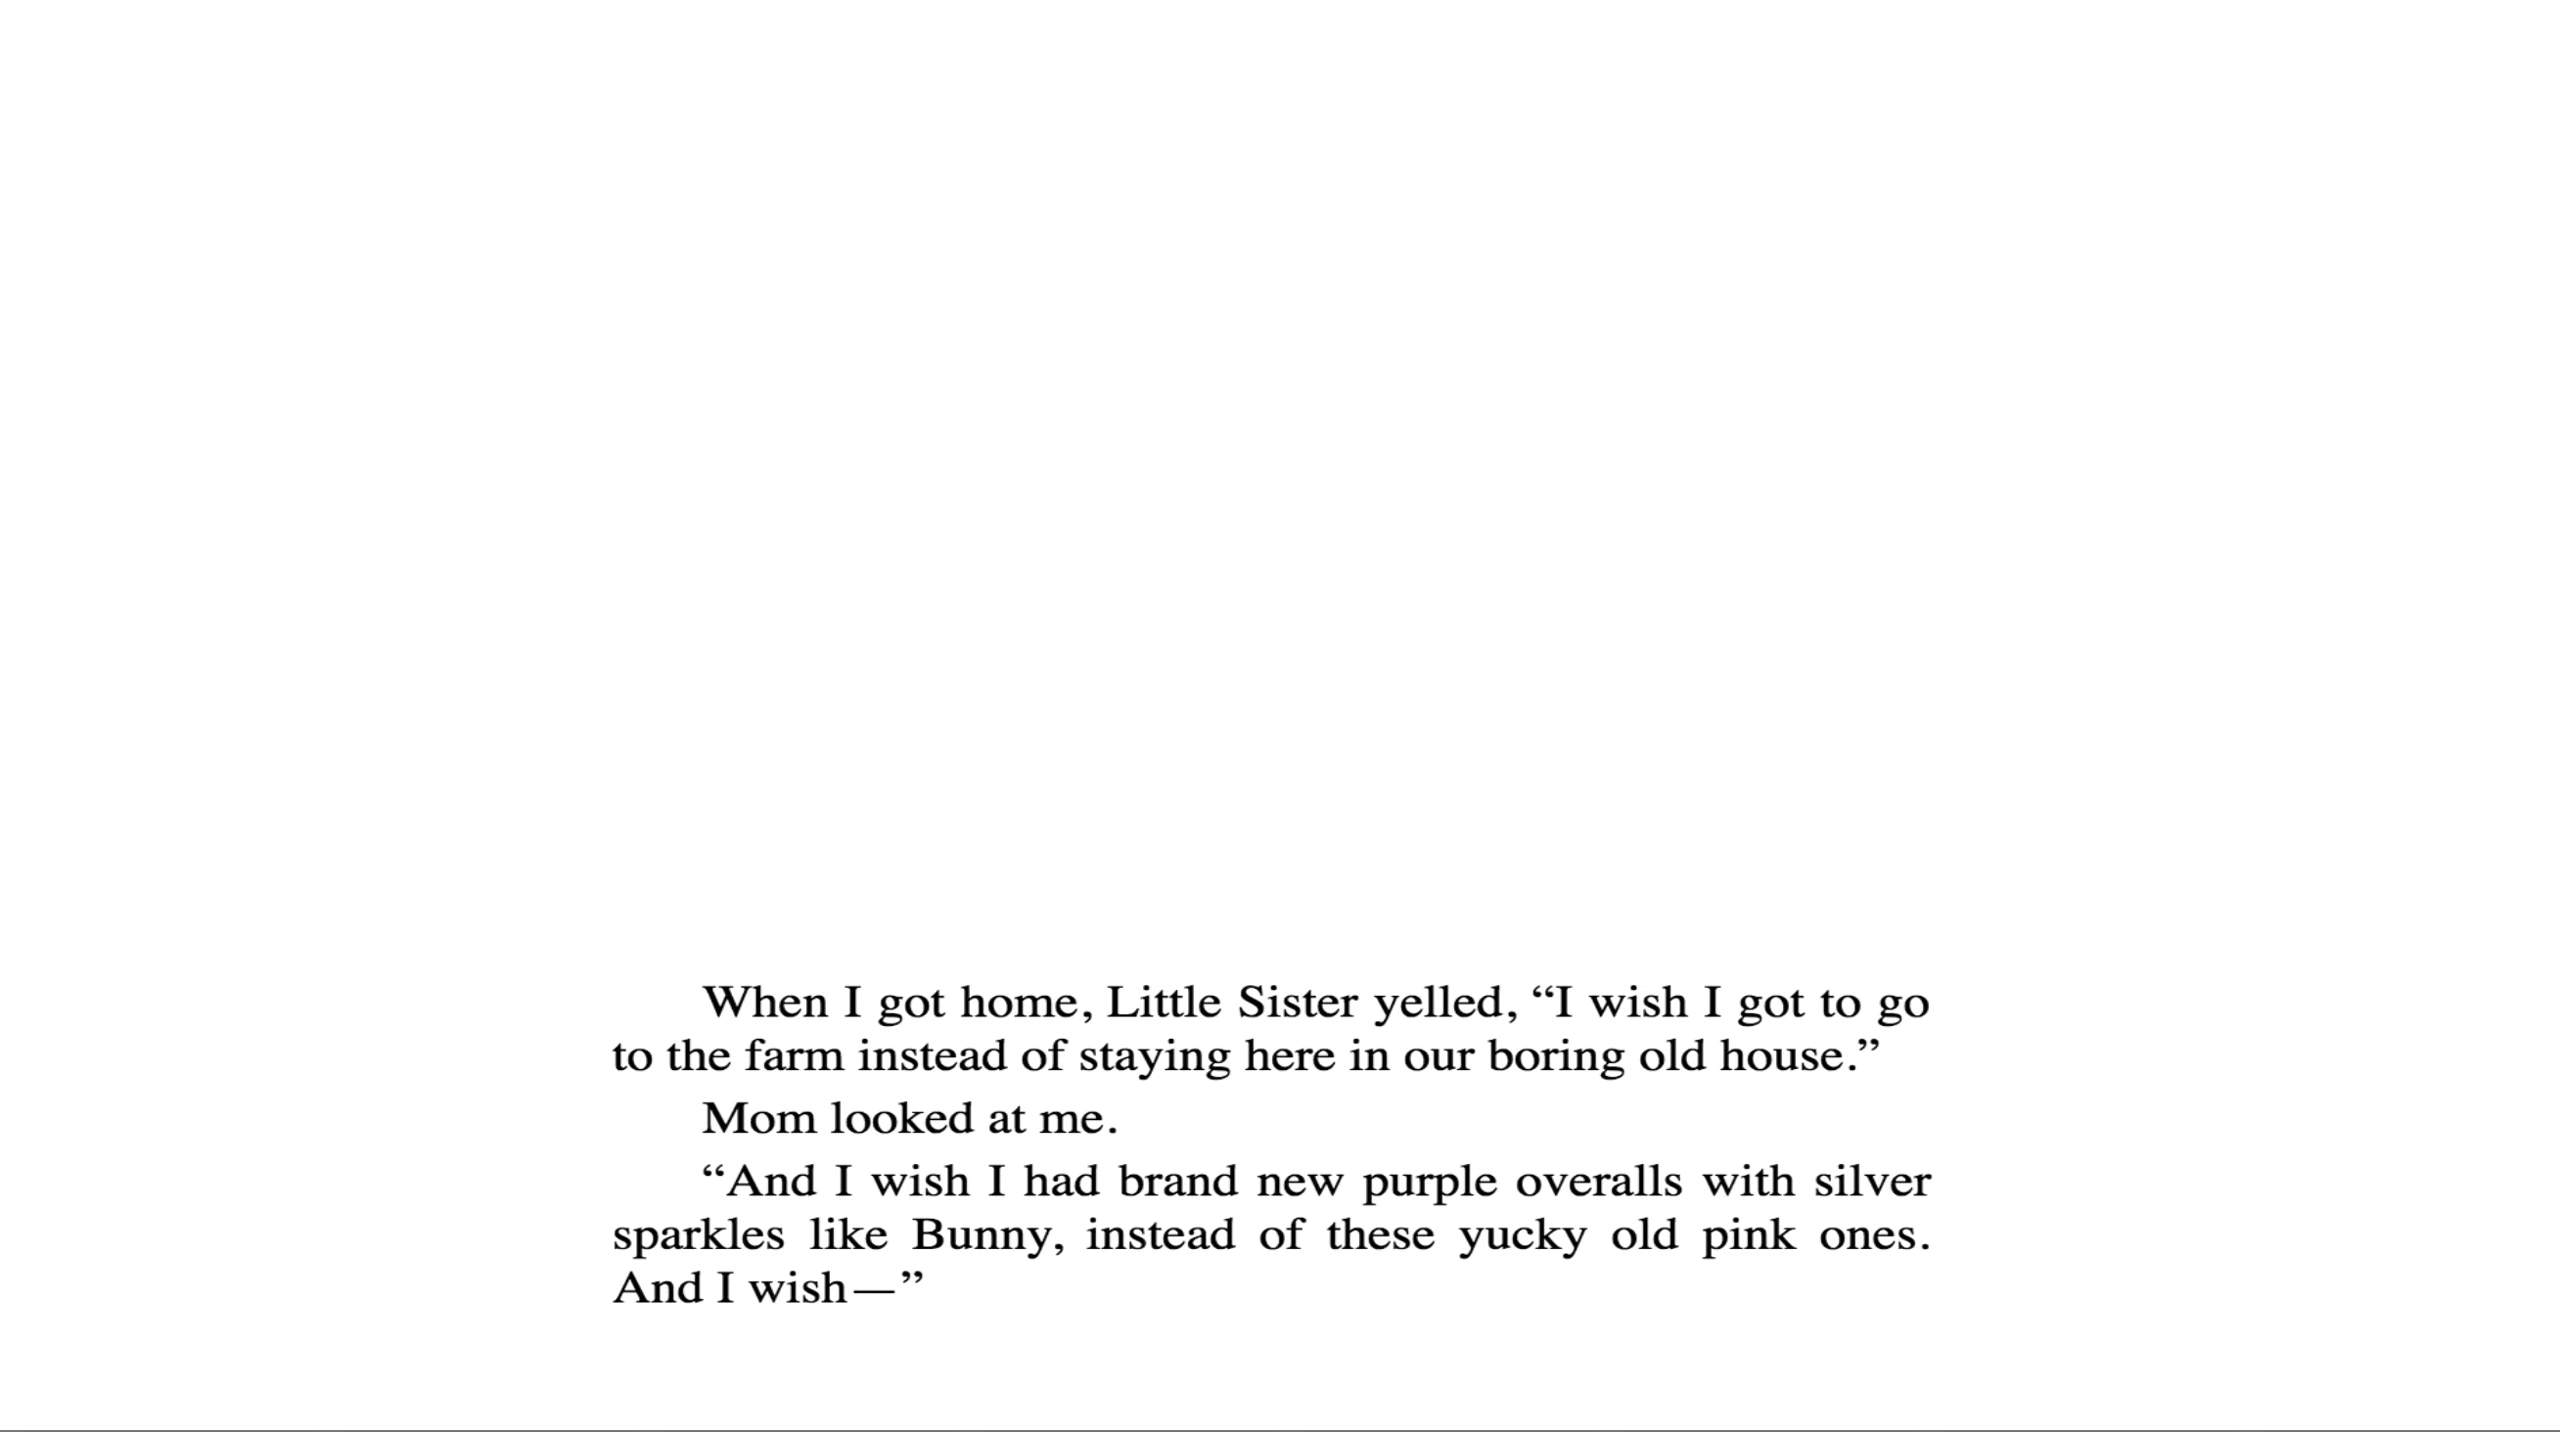 When I got home, Little Sister yelled, “I wish I got to go
to the farm instead of staying here in our boring old house.”
Mom looked at me.
“And I wish I had brand new purple overalls with silver
sparkles like Bunny, instead of these yucky old pink ones.
And I wish—”